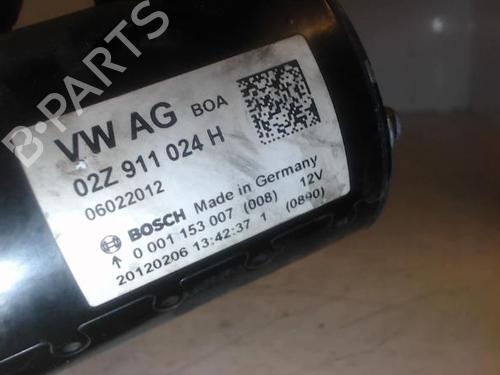 B-PARTS
VW AG BOA
02Z 911 024 H
06022012
BOSCH Made in Germany
0 001 153 007 (008) 12V
20120206 13:42:37 1 (0890)